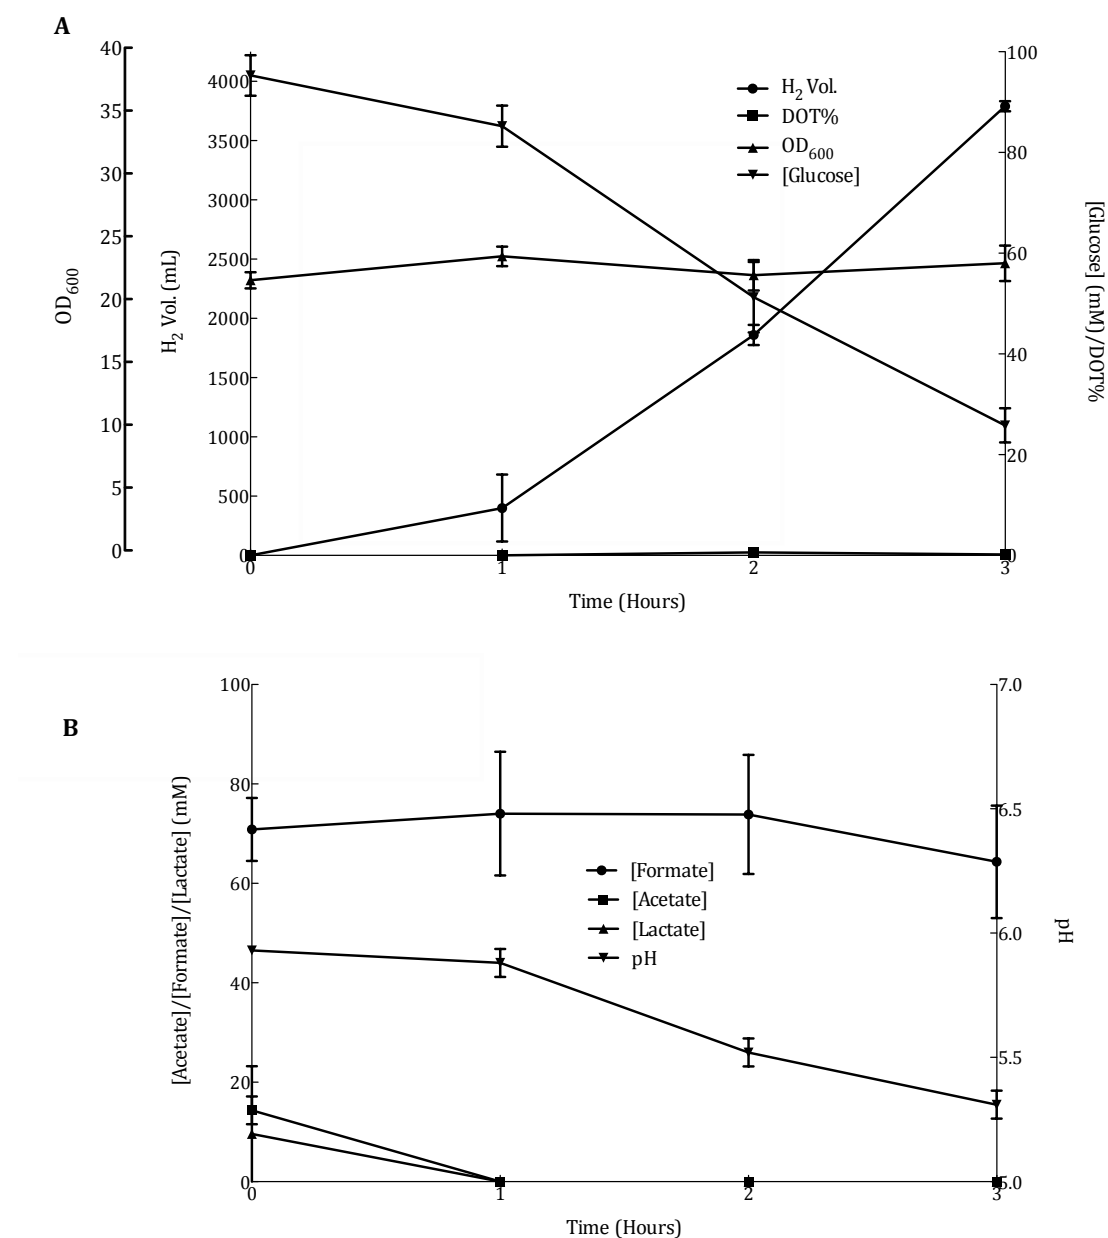 A
40
35
30
25
20
15
10
5
0
OD600
4000
3500
3000
2500
2000
1500
1000
500
0
H2 Vol. (mL)
H2 Vol.
DOT%
OD600
[Glucose]
100
80
60
40
20
0
[Glucose] (mM)/DOT%
0 1 2 3
Time (Hours)
B
100
80
60
40
20
0
[Acetate]/[Formate]/[Lactate] (mM)
[Formate]
[Acetate]
[Lactate]
pH
7.0
6.5
6.0
5.5
5.0
pH
0 1 2 3
Time (Hours)